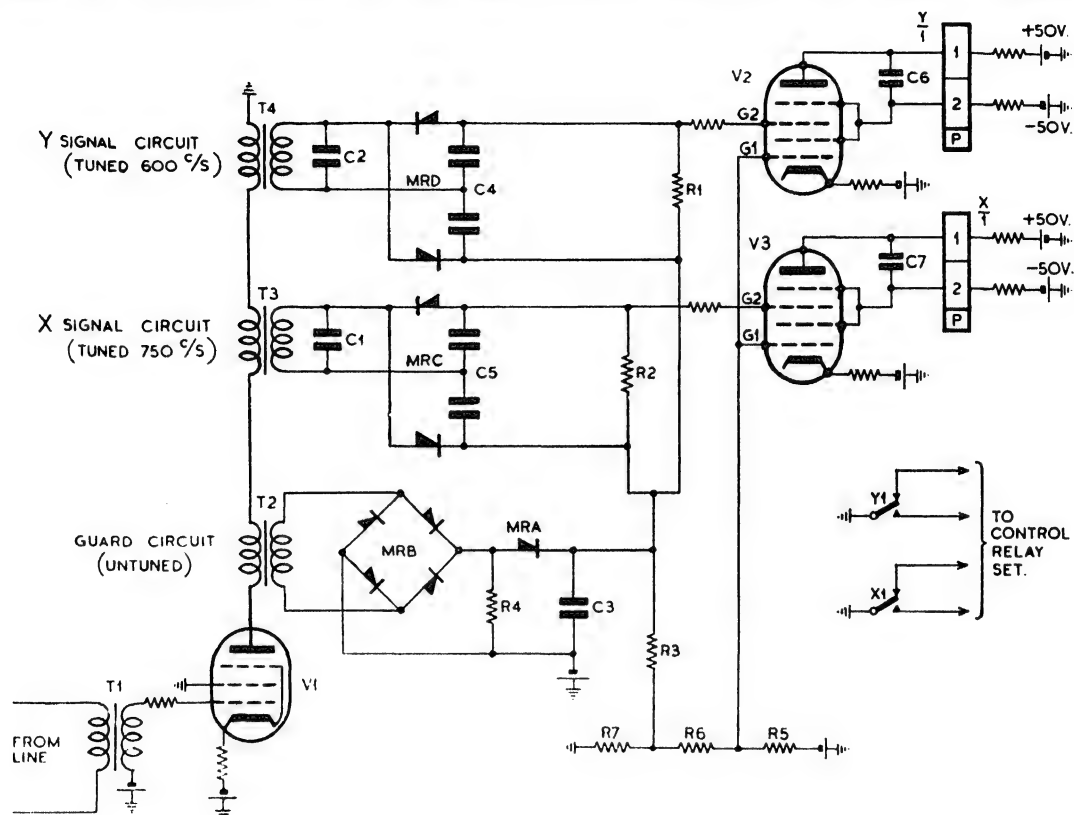 Y
1
+50V.
1
V2
C6
T4
2
-50V.
Y SIGNAL CIRCUIT
(TUNED 600 C/S)
G2
P
C2
G1
MRD
C4
R1
X
1
+50V.
V3
1
C7
-50V.
T3
2
G2
X SIGNAL CIRCUIT
(TUNED 750 C/S)
P
C1
G1
MRC
C5
R2
T2
Y1
MRA
TO
CONTROL
RELAY
SET.
GUARD CIRCUIT
(UNTUNED)
MRB
X1
R4
C3
R3
V1
T1
FROM
LINE
R7
R6
R5